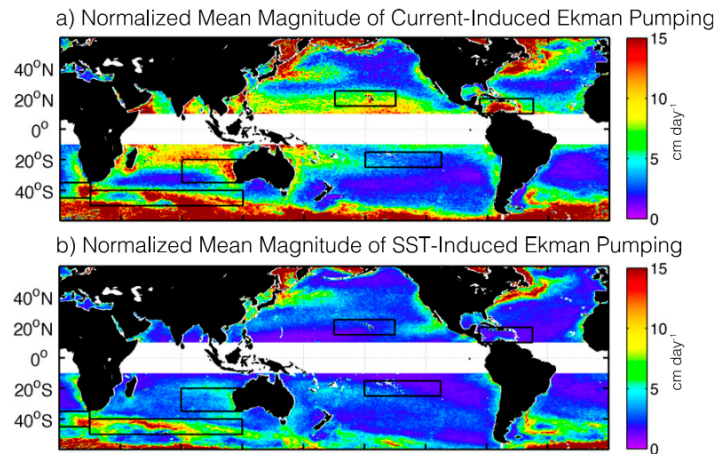 a) Normalized Mean Magnitude of Current-Induced Ekman Pumping
40°N
20°N
0°
20°S
40°S
15
10
5
0
cm day⁻¹
b) Normalized Mean Magnitude of SST-Induced Ekman Pumping
40°N
20°N
0°
20°S
40°S
15
10
5
0
cm day⁻¹